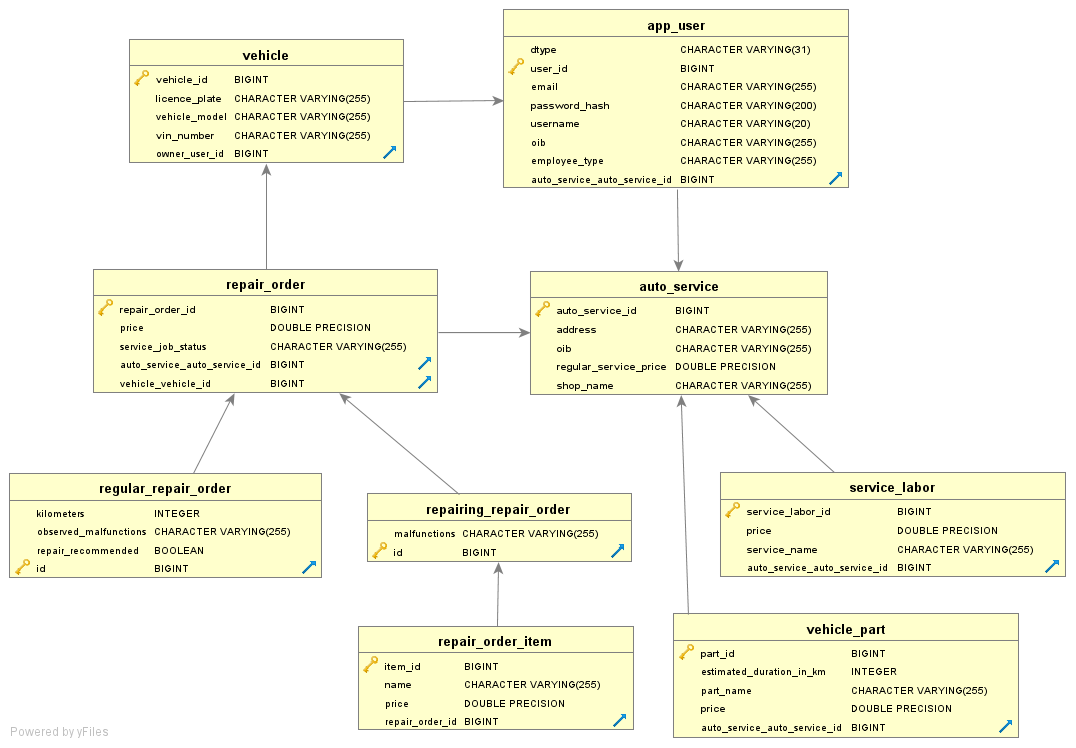 app_user
dtype CHARACTER VARYING(31)
user_id BIGINT
email CHARACTER VARYING(255)
password_hash CHARACTER VARYING(200)
username CHARACTER VARYING(20)
oib CHARACTER VARYING(255)
employee_type CHARACTER VARYING(255)
auto_service_auto_service_id BIGINT
vehicle
vehicle_id BIGINT
licence_plate CHARACTER VARYING(255)
vehicle_model CHARACTER VARYING(255)
vin_number CHARACTER VARYING(255)
owner_user_id BIGINT
repair_order
repair_order_id BIGINT
price DOUBLE PRECISION
service_job_status CHARACTER VARYING(255)
auto_service_auto_service_id BIGINT
vehicle_vehicle_id BIGINT
auto_service
auto_service_id BIGINT
address CHARACTER VARYING(255)
oib CHARACTER VARYING(255)
regular_service_price DOUBLE PRECISION
shop_name CHARACTER VARYING(255)
regular_repair_order
kilometers INTEGER
observed_malfunctions CHARACTER VARYING(255)
repair_recommended BOOLEAN
id BIGINT
repairing_repair_order
malfunctions CHARACTER VARYING(255)
id BIGINT
service_labor
service_labor_id BIGINT
price DOUBLE PRECISION
service_name CHARACTER VARYING(255)
auto_service_auto_service_id BIGINT
repair_order_item
item_id BIGINT
name CHARACTER VARYING(255)
price DOUBLE PRECISION
repair_order_id BIGINT
vehicle_part
part_id BIGINT
estimated_duration_in_km INTEGER
part_name CHARACTER VARYING(255)
price DOUBLE PRECISION
auto_service_auto_service_id BIGINT
Powered by yFiles